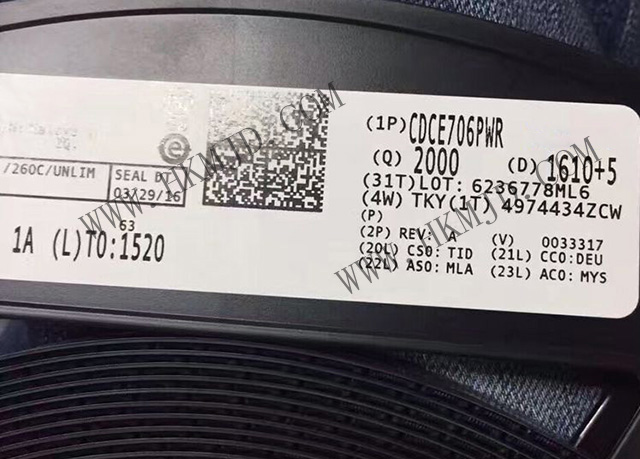 (1P)CDCE706PWR
(Q) 2000 (D) 1610+5
(31T)LOT: 6236778ML6
(4W) TKY(1T) 4974434ZCW
(P)
(2P) REV: A (V) 0033317
(20L) CSO: TID (21L) CCO:DEU
(22L) ASO: MLA (23L) ACO: MYS
e
/260C/UNLIM
SEAL DT
03/29/16
63
1A (L)T0:1520
WWW.HKMJD.COM
WWW.HKMJD.COM